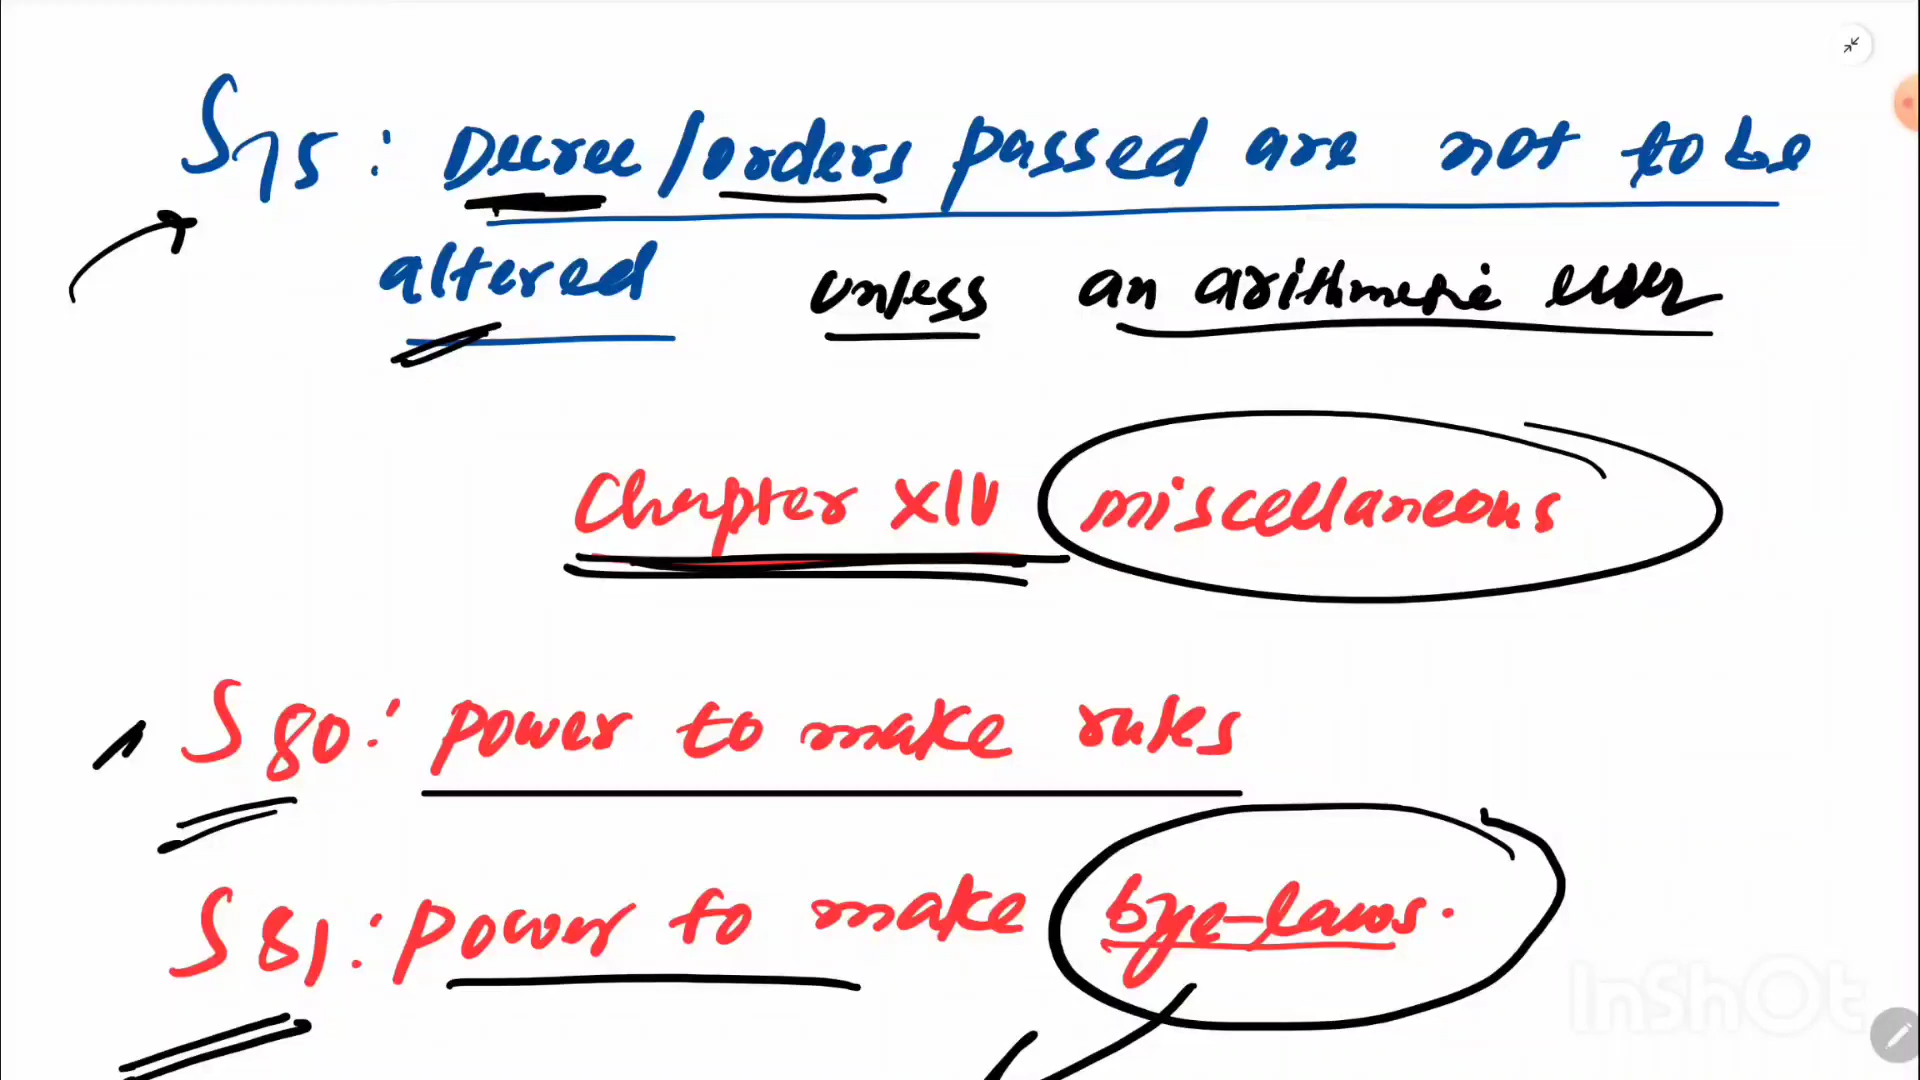 S75: Decree/orders passed are not to be
altered unless an arithmetic error
Chapter XIV miscellaneous
S80: power to make rules
S81: power to make bye-laws.
InShOt